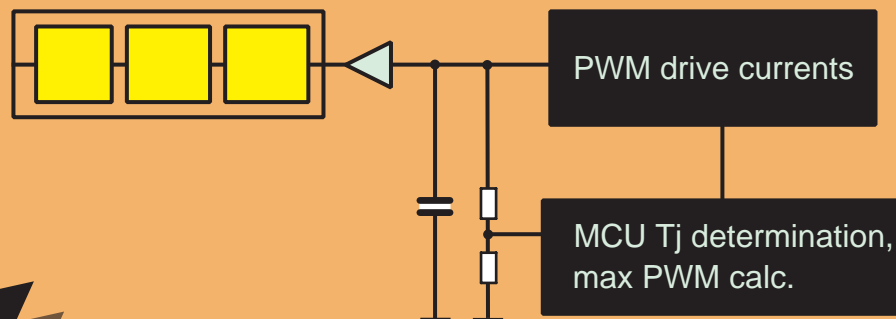 PWM drive currents
MCU Tj determination,
max PWM calc.